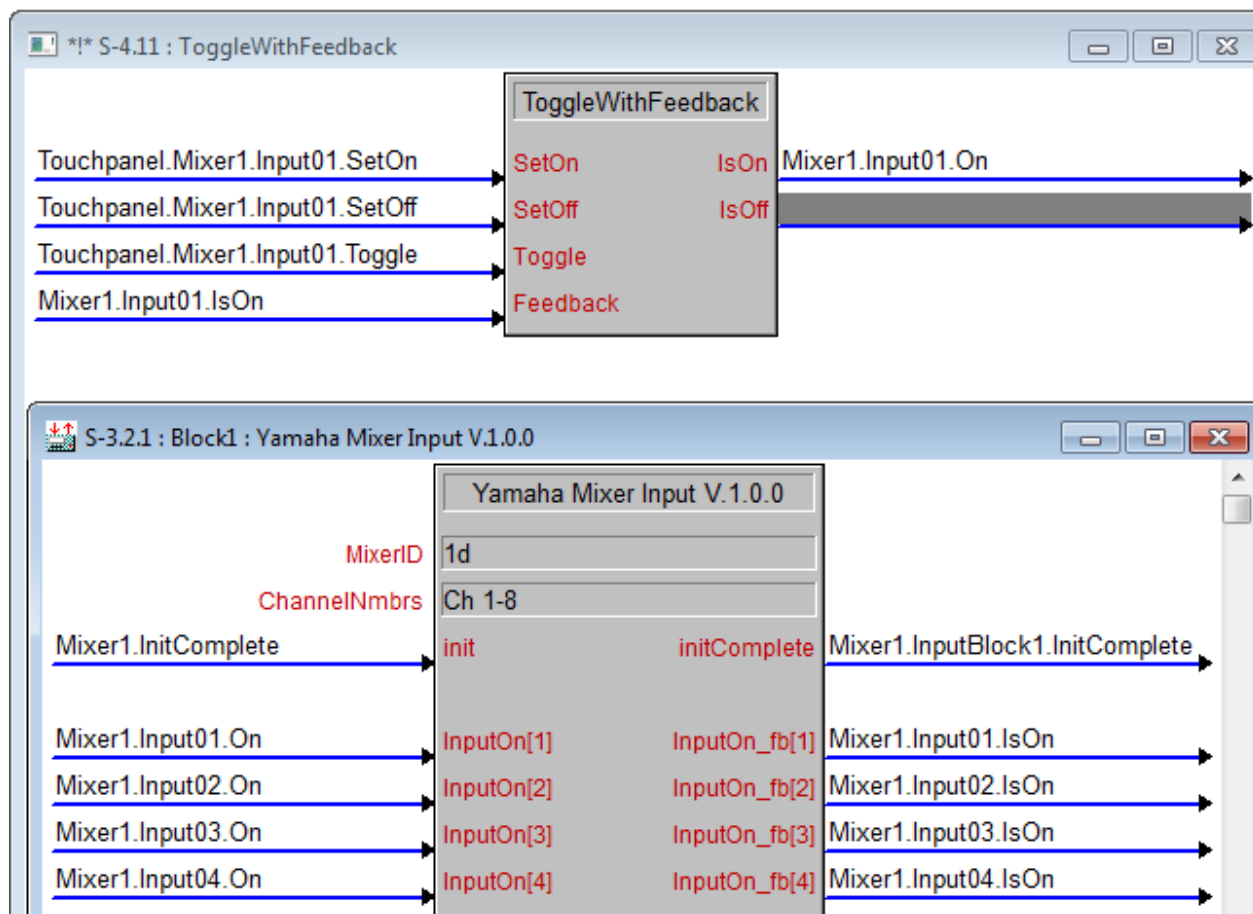 *!* S-4.11 : ToggleWithFeedback
ToggleWithFeedback
Touchpanel.Mixer1.Input01.SetOn SetOn IsOn Mixer1.Input01.On
Touchpanel.Mixer1.Input01.SetOff SetOff IsOff
Touchpanel.Mixer1.Input01.Toggle Toggle
Mixer1.Input01.IsOn Feedback
S-3.2.1 : Block1 : Yamaha Mixer Input V.1.0.0
Yamaha Mixer Input V.1.0.0
MixerID 1d
ChannelNmbrs Ch 1-8
Mixer1.InitComplete init initComplete Mixer1.InputBlock1.InitComplete
Mixer1.Input01.On InputOn[1] InputOn_fb[1] Mixer1.Input01.IsOn
Mixer1.Input02.On InputOn[2] InputOn_fb[2] Mixer1.Input02.IsOn
Mixer1.Input03.On InputOn[3] InputOn_fb[3] Mixer1.Input03.IsOn
Mixer1.Input04.On InputOn[4] InputOn_fb[4] Mixer1.Input04.IsOn